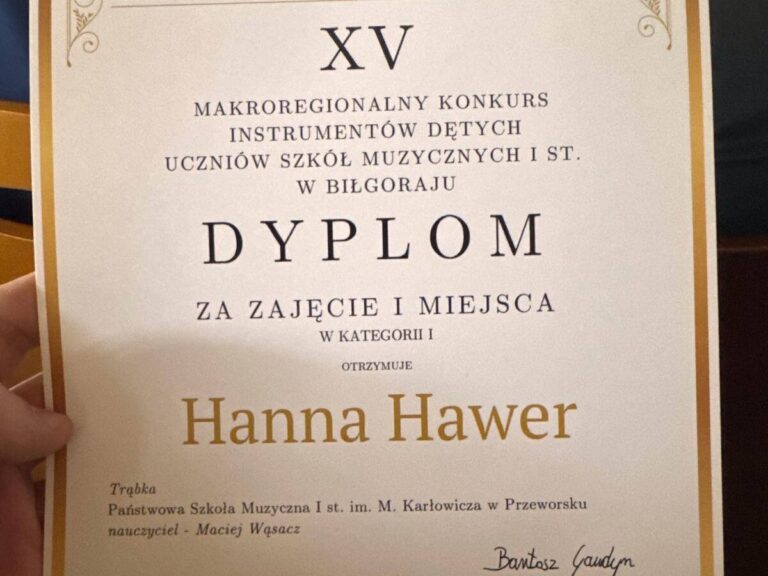 XV
MAKROREGIONALNY KONKURS
INSTRUMENTÓW DĘTYCH
UCZNIÓW SZKÓŁ MUZYCZNYCH I ST.
W BIŁGORAJU
DYPLOM
ZA ZAJĘCIE I MIEJSCA
W KATEGORII I
OTRZYMUJE
Hanna Hawer
Trąbka
Państwowa Szkoła Muzyczna I st. im. M. Karłowicza w Przeworsku
nauczyciel - Maciej Wąsacz
Bartosz